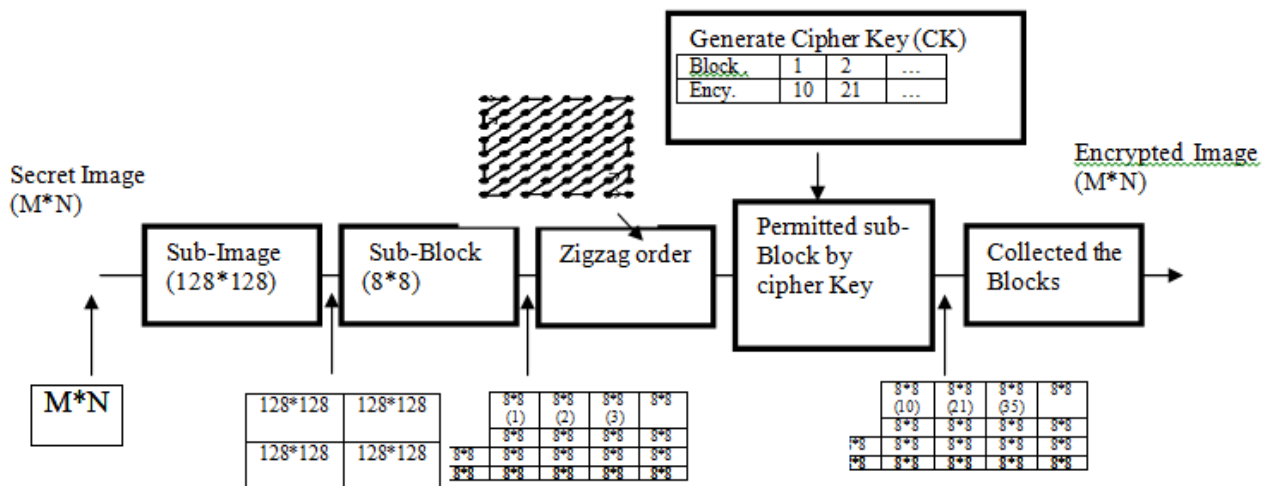 Generate Cipher Key (CK)
Block . 1 2 ...
Ency. 10 21 ...
Secret Image
(M*N)
Encrypted Image
(M*N)
Sub-Image
(128*128)
Sub-Block
(8*8)
Zigzag order
Permitted sub-
Block by
cipher Key
Collected the
Blocks
M*N
128*128 128*128
128*128 128*128
8*8 8*8 8*8 8*8
(1) (2) (3)
8*8 8*8 8*8 8*8
8*8 8*8 8*8 8*8 8*8
8*8 8*8 8*8 8*8 8*8
8*8 8*8 8*8 8*8
(10) (21) (35)
8*8 8*8 8*8 8*8
*8 8*8 8*8 8*8 8*8
*8 8*8 8*8 8*8 8*8